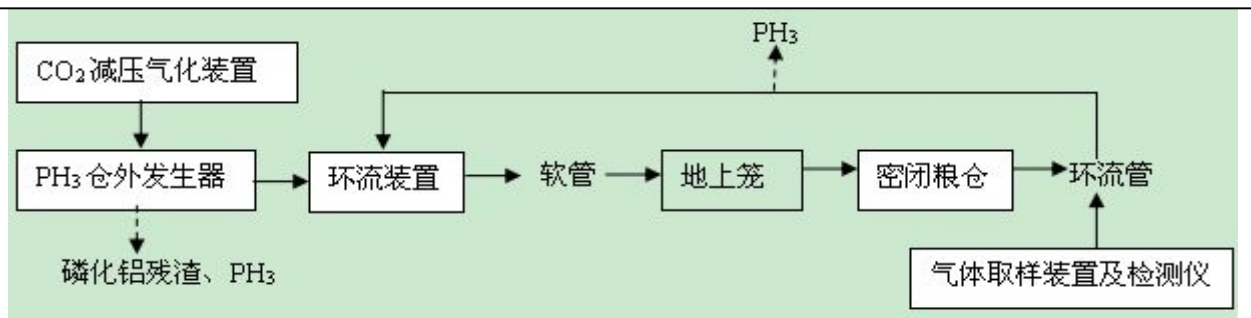 PH₃
CO₂减压气化装置
PH₃仓外发生器
环流装置
软管
地上笼
密闭粮仓
环流管
磷化铝残渣、PH₃
气体取样装置及检测仪